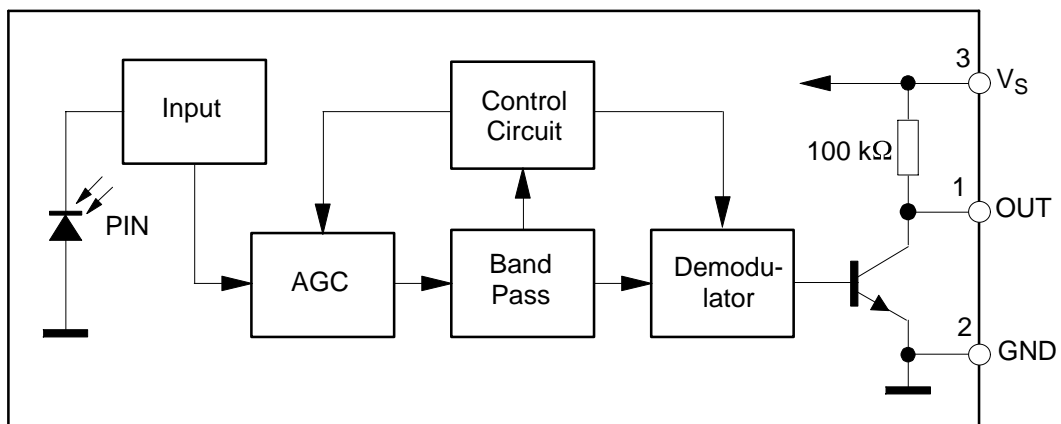 Input
Control
Circuit
3
V_S
100 kΩ
1
OUT
PIN
AGC
Band
Pass
Demodu-
lator
2
GND